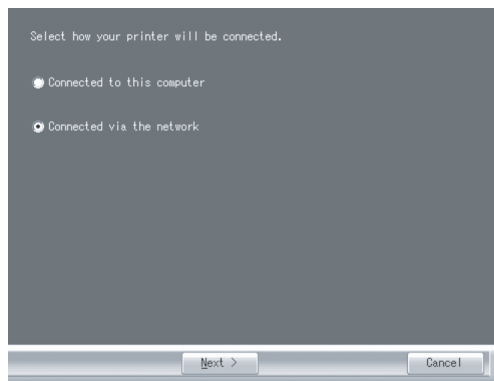 Select how your printer will be connected.
Connected to this computer
Connected via the network
Next >
Cancel